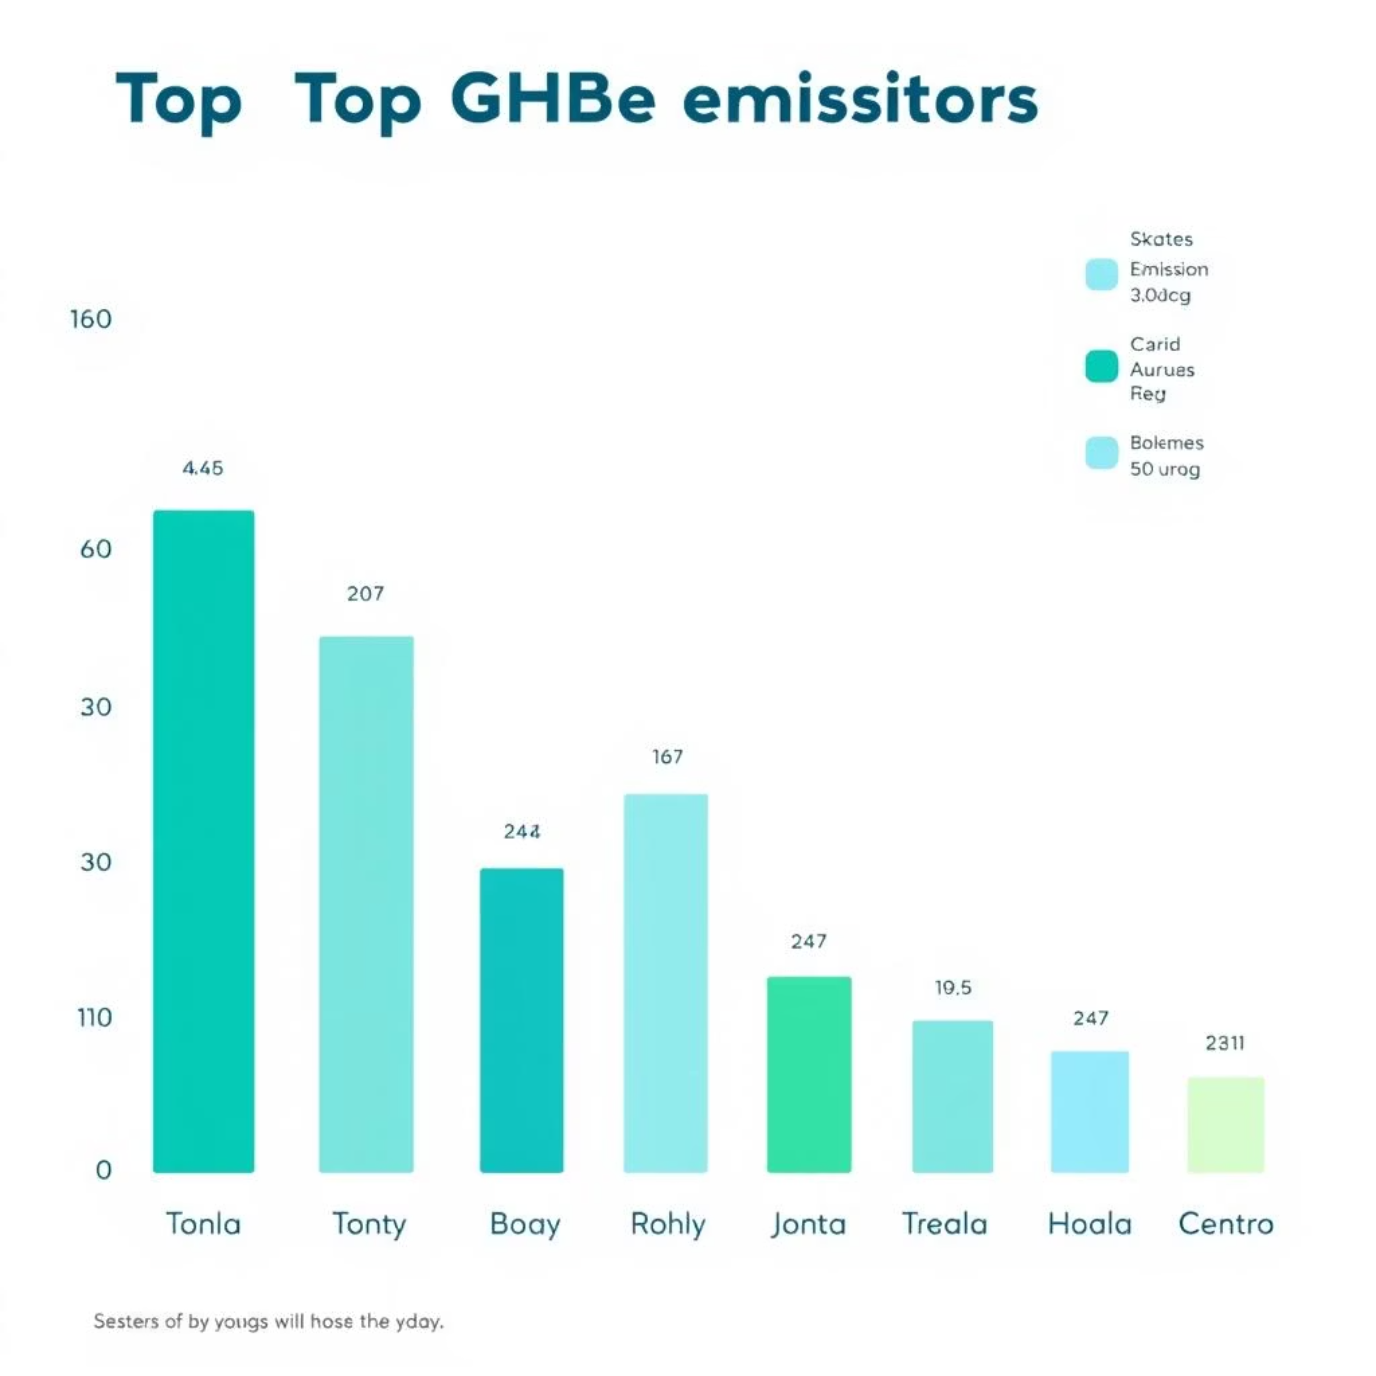 Top Top GHBe emissitors
Skates
Emission
3.0dcg
Carid
Aurues
Reg
Bolemes
50 urog
160
60
30
30
110
0
4.45
207
244
167
247
19.5
247
2311
Tonla Tonty Boay Rohly Jonta Treala Hoala Centro
Sesters of by yougs will hose the yday.